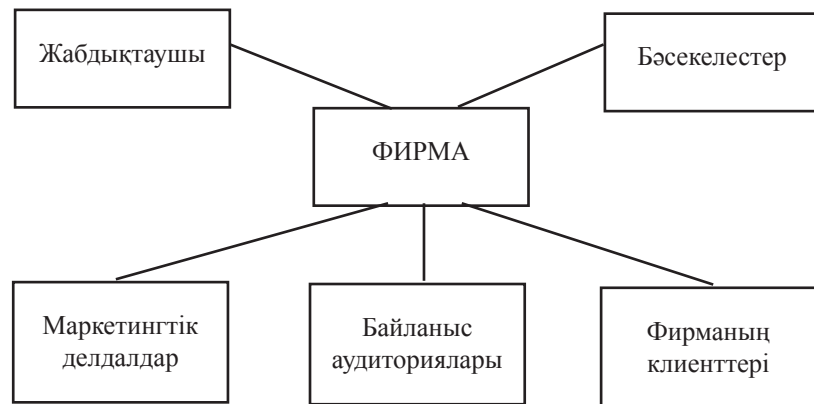 Жабдықтаушы
Бәсекелестер
ФИРМА
Маркетингтік
делдалдар
Байланыс
аудиториялары
Фирманың
клиенттері